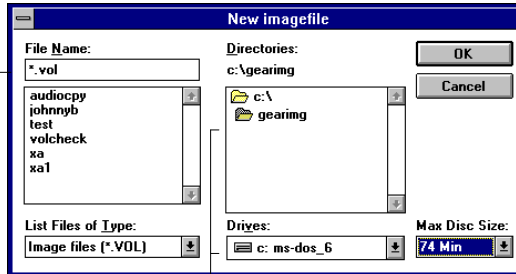 New imagefile
File Name:
*.vol
audiocpy
johnnyb
test
volcheck
xa
xa1
List Files of Type:
Image files (*.VOL)
Directories:
c:\gearimg
c:\
gearimg
Drives:
c: ms-dos_6
OK
Cancel
Max Disc Size:
74 Min